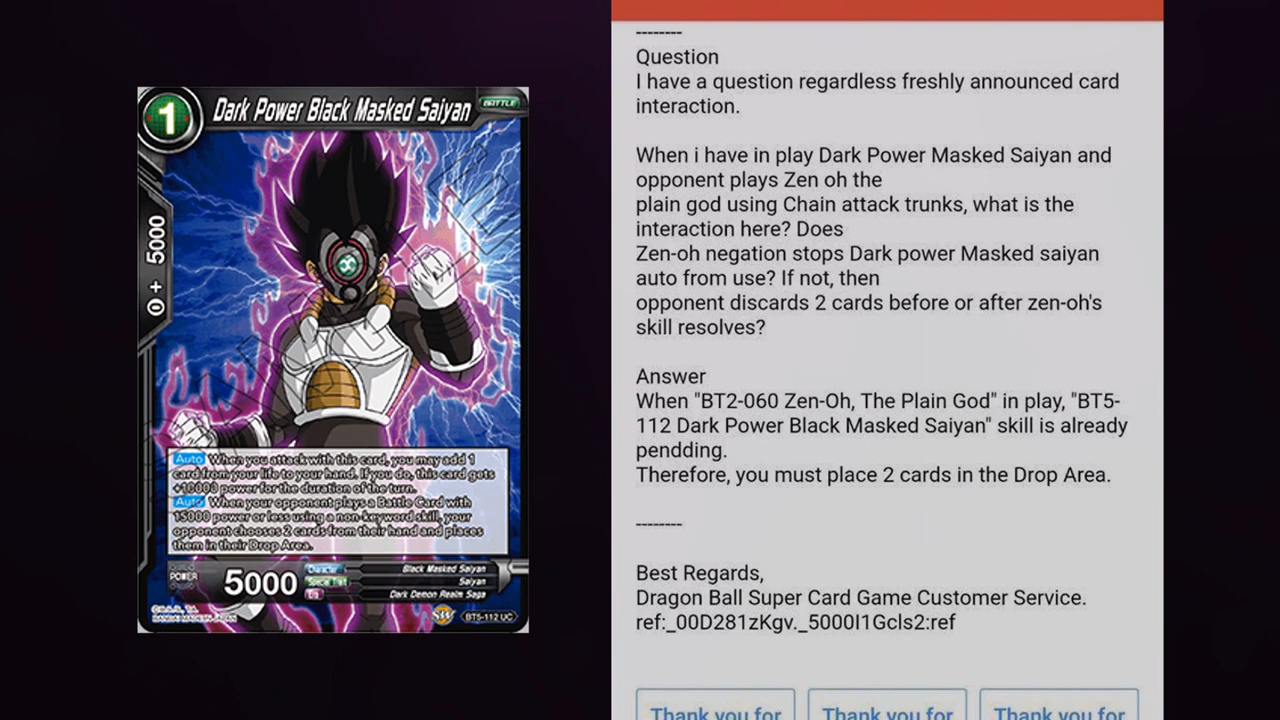 1
Dark Power Black Masked Saiyan
BATTLE
0 + 5000
Auto When you attack with this card, you may add 1
card from your life to your hand. If you do, this card gets
+10000 power for the duration of the turn.
Auto When your opponent plays a Battle Card with
15000 power or less using a non-keyword skill, your
opponent chooses 2 cards from their hand and places
them in their Drop Area.
POWER
5000
Character Black Masked Saiyan
Special Trait Saiyan
Era Dark Demon Realm Saga
BANDAI MADE IN JAPAN
BT5-112 UC
--------
Question
I have a question regardless freshly announced card
interaction.
When i have in play Dark Power Masked Saiyan and
opponent plays Zen oh the
plain god using Chain attack trunks, what is the
interaction here? Does
Zen-oh negation stops Dark power Masked saiyan
auto from use? If not, then
opponent discards 2 cards before or after zen-oh's
skill resolves?
Answer
When "BT2-060 Zen-Oh, The Plain God" in play, "BT5-
112 Dark Power Black Masked Saiyan" skill is already
pendding.
Therefore, you must place 2 cards in the Drop Area.
--------
Best Regards,
Dragon Ball Super Card Game Customer Service.
ref:_00D281zKgv._5000I1Gcls2:ref
Thank you for
Thank you for
Thank you for